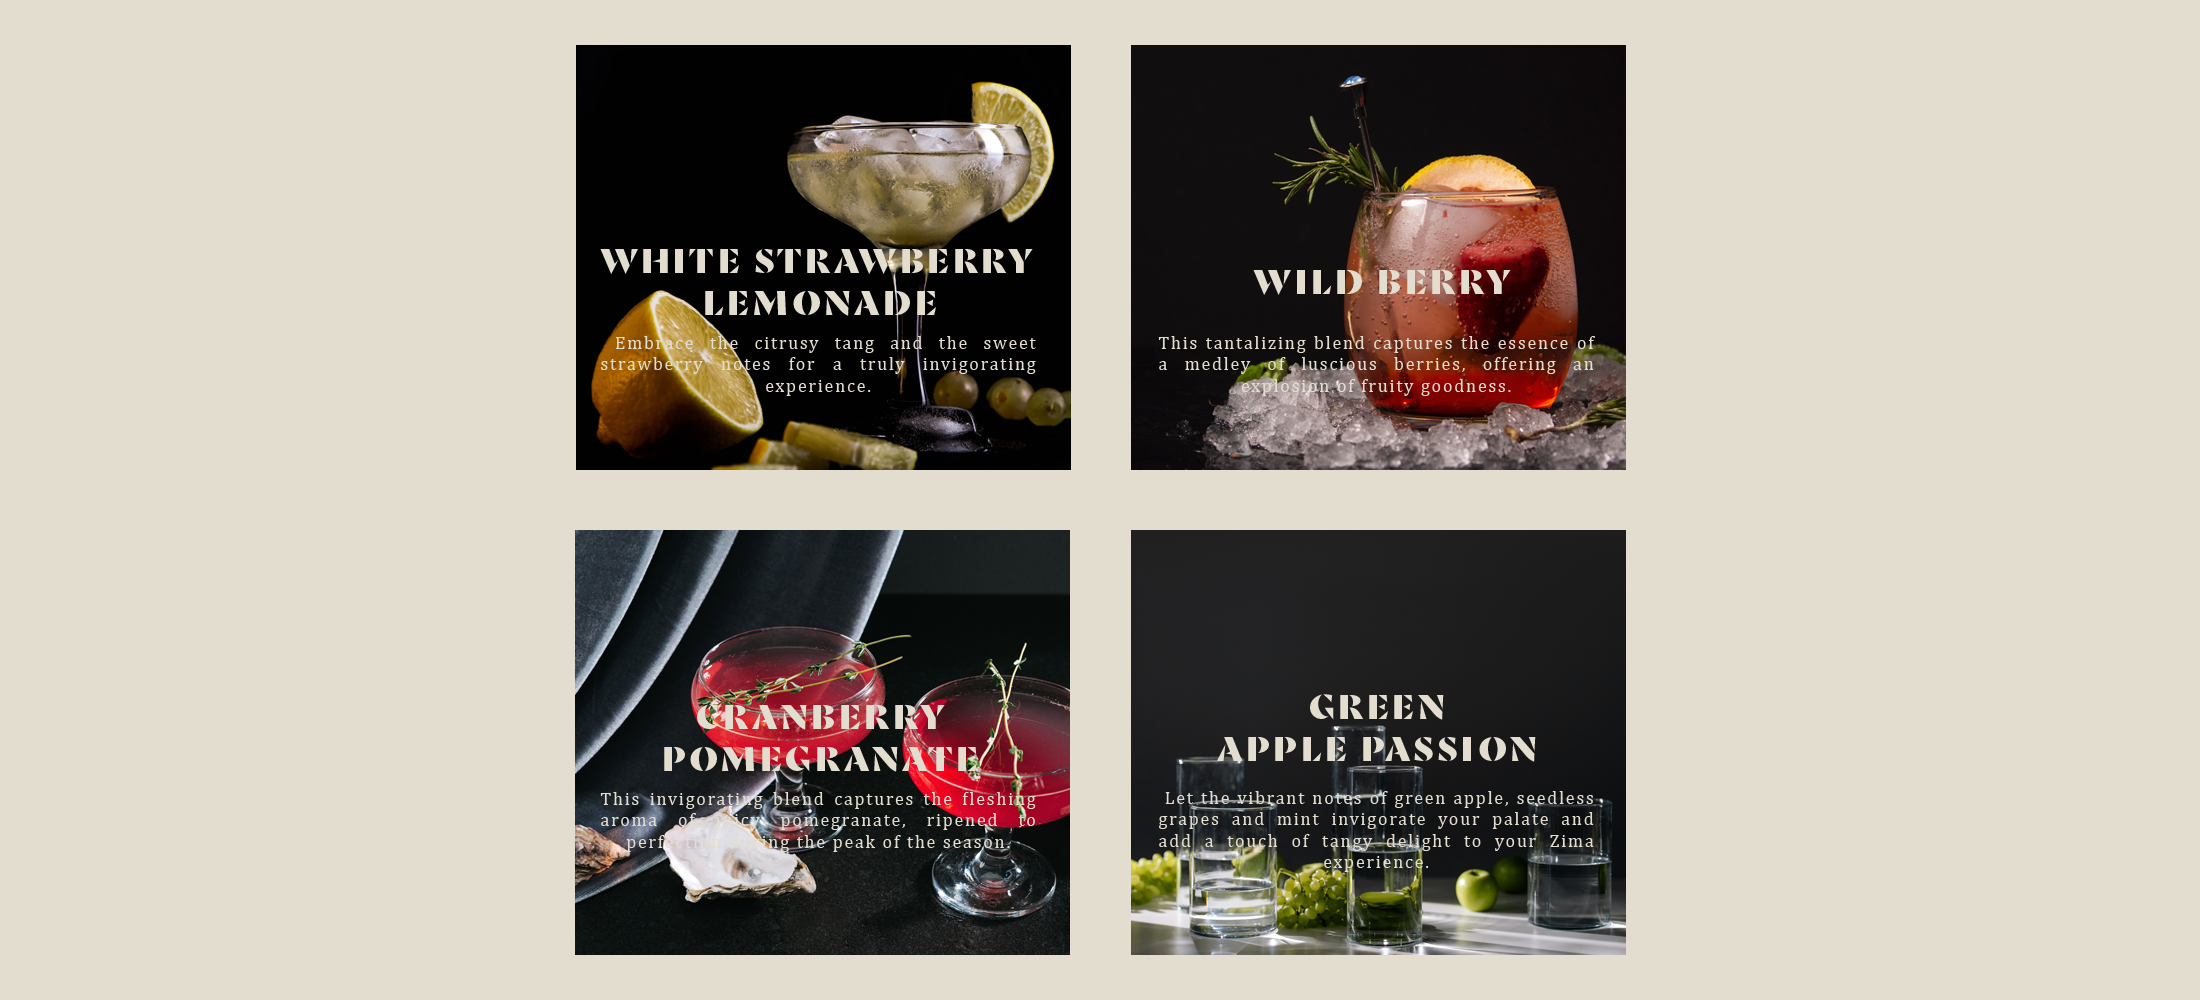 WHITE STRAWBERRY
LEMONADE
Embrace the citrusy tang and the sweet
strawberry notes for a truly invigorating
experience.
WILD BERRY
This tantalizing blend captures the essence of
a medley of luscious berries, offering an
explosion of fruity goodness.
CRANBERRY
POMEGRANATE
This invigorating blend captures the fleshing
aroma of juicy pomegranate, ripened to
the peak of the season.
GREEN
APPLE PASSION
Let the vibrant notes of green apple, seedless
grapes and mint invigorate your palate and
add a touch of tangy delight to your Zima
experience.